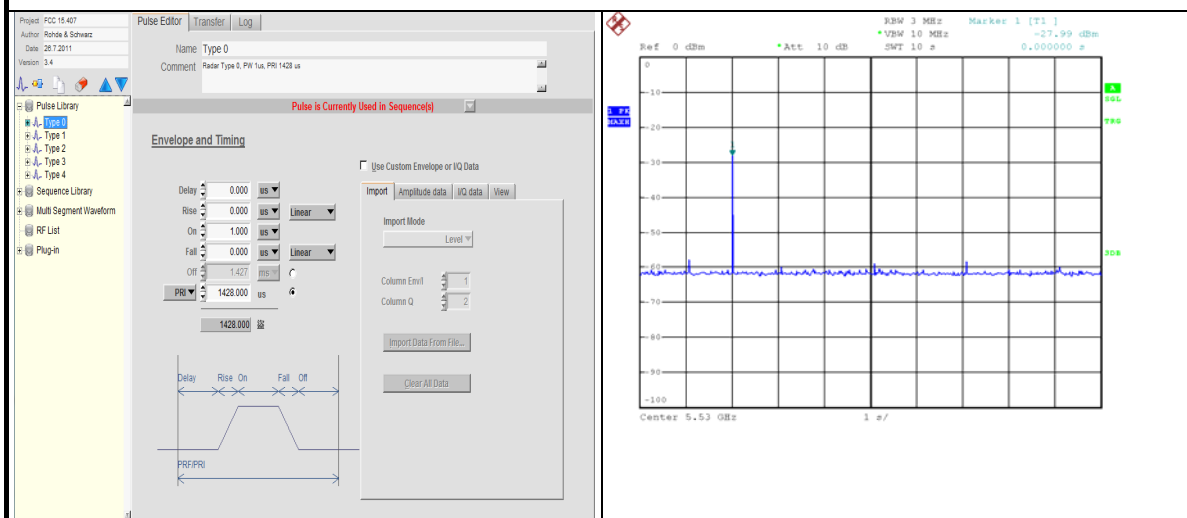 Project FCC 15.407
Author Rohde & Schwarz
Date 26.7.2011
Version 3.4
Pulse Library
Type 0
Type 1
Type 2
Type 3
Type 4
Sequence Library
Multi Segment Waveform
RF List
Plug-in
Pulse Editor Transfer Log
Name Type 0
Comment Radar Type 0, PW 1us, PRI 1428 us
Pulse is Currently Used in Sequence(s)
Envelope and Timing
Use Custom Envelope or I/Q Data
Delay 0.000 us
Rise 0.000 us Linear
On 1.000 us
Fall 0.000 us Linear
Off 1.427 ms
PRI 1428.000 us
1428.000
Import Amplitude data I/Q data View
Import Mode
Level
Column Env/I 1
Column Q 2
Import Data From File...
Clear All Data
Delay Rise On Fall Off
PRF/PRI
RBW 3 MHz Marker 1 [T1 ]
*VBW 10 MHz -27.99 dBm
Ref 0 dBm *Att 10 dB SWT 10 s 0.000000 s
0
-10
-20
-30
-40
-50
-60
-70
-80
-90
-100
1 PK
MAXH
1
A
SGL
TRG
3DB
Center 5.53 GHz 1 s/